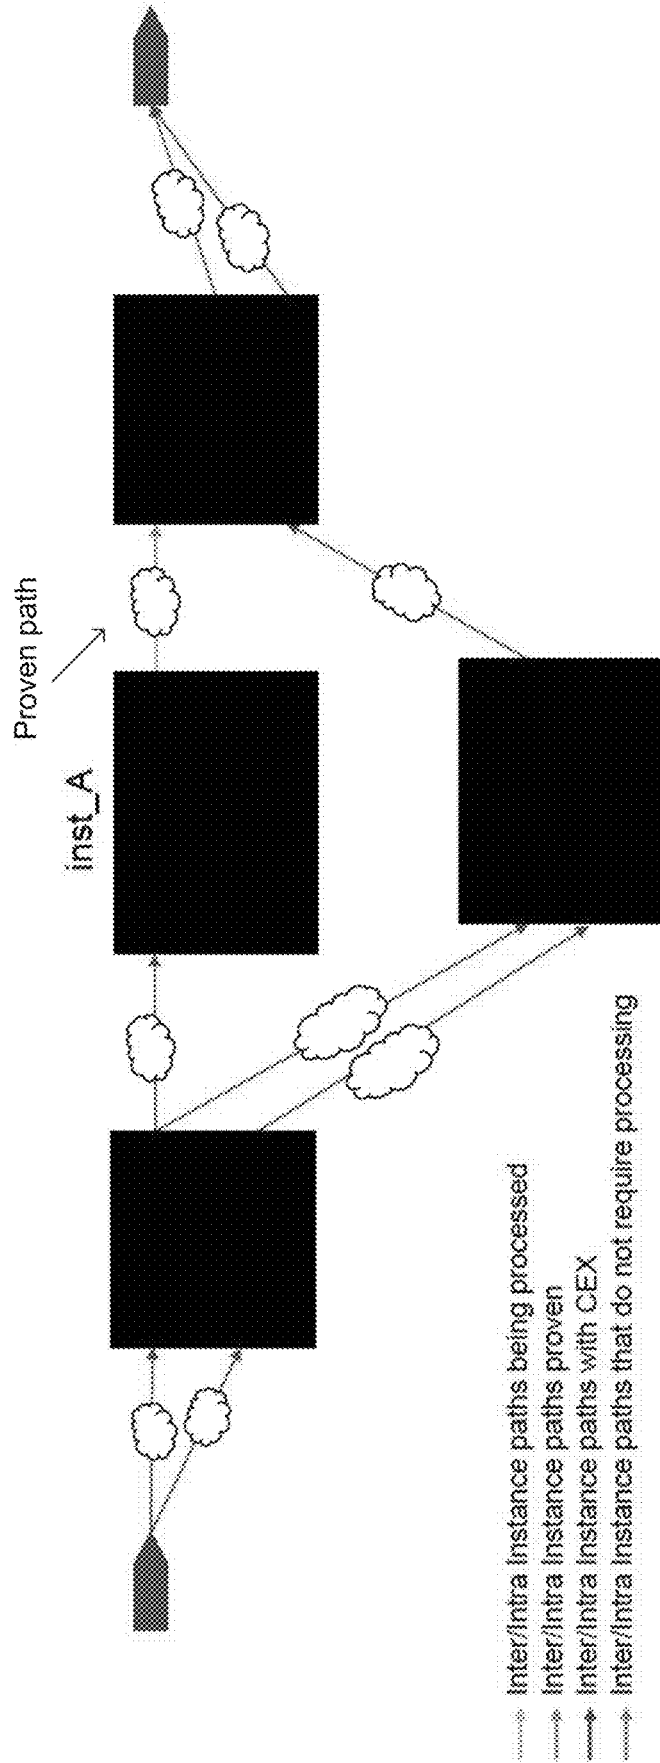 Proven path
inst_A
Inter/Intra Instance paths being processed
Inter/Intra Instance paths proven
Inter/Intra Instance paths with CEX
Inter/Intra Instance paths that do not require processing